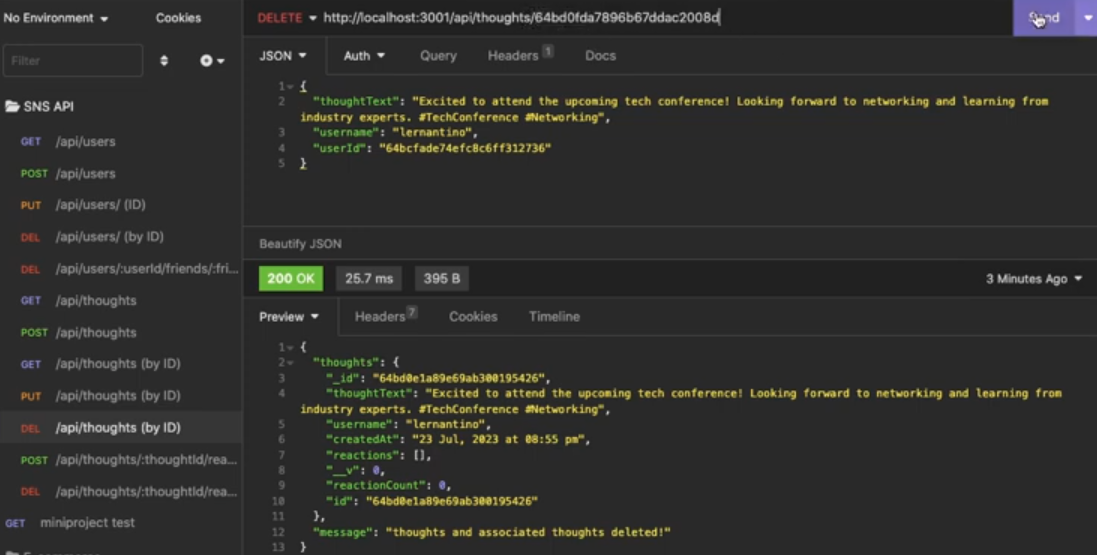 No Environment
Cookies
DELETE http://localhost:3001/api/thoughts/64bd0fda7896b67ddac2008d
Send
Filter
JSON
Auth
Query
Headers 1
Docs
SNS API
GET /api/users
POST /api/users
PUT /api/users/ (ID)
DEL /api/users/ (by ID)
DEL /api/users/:userId/friends/:fri...
GET /api/thoughts
POST /api/thoughts
GET /api/thoughts (by ID)
PUT /api/thoughts (by ID)
DEL /api/thoughts (by ID)
POST /api/thoughts/:thoughtId/rea...
DEL /api/thoughts/:thoughtId/rea...
GET miniproject test
1 {
2 "thoughtText": "Excited to attend the upcoming tech conference! Looking forward to networking and learning from
industry experts. #TechConference #Networking",
3 "username": "lernantino",
4 "userId": "64bcfade74efc8c6ff312736"
5 }
Beautify JSON
200 OK
25.7 ms
395 B
3 Minutes Ago
Preview
Headers 7
Cookies
Timeline
1 {
2 "thoughts": {
3 "_id": "64bd0e1a89e69ab300195426",
4 "thoughtText": "Excited to attend the upcoming tech conference! Looking forward to networking and learning from
industry experts. #TechConference #Networking",
5 "username": "lernantino",
6 "createdAt": "23 Jul, 2023 at 08:55 pm",
7 "reactions": [],
8 "__v": 0,
9 "reactionCount": 0,
10 "id": "64bd0e1a89e69ab300195426"
11 },
12 "message": "thoughts and associated thoughts deleted!"
13 }